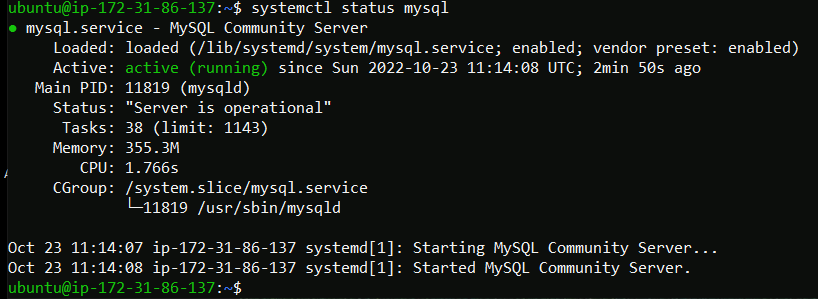 ubuntu@ip-172-31-86-137:~$ systemctl status mysql
● mysql.service - MySQL Community Server
Loaded: loaded (/lib/systemd/system/mysql.service; enabled; vendor preset: enabled)
Active: active (running) since Sun 2022-10-23 11:14:08 UTC; 2min 50s ago
Main PID: 11819 (mysqld)
Status: "Server is operational"
Tasks: 38 (limit: 1143)
Memory: 355.3M
CPU: 1.766s
CGroup: /system.slice/mysql.service
└─11819 /usr/sbin/mysqld
Oct 23 11:14:07 ip-172-31-86-137 systemd[1]: Starting MySQL Community Server...
Oct 23 11:14:08 ip-172-31-86-137 systemd[1]: Started MySQL Community Server.
ubuntu@ip-172-31-86-137:~$